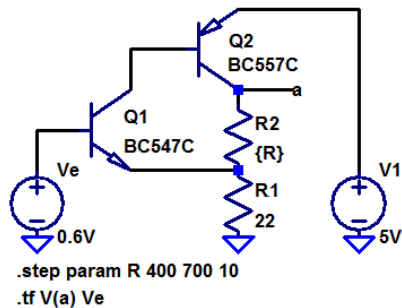 Q2
BC557C
a
Q1
BC547C
R2
{R}
Ve
V1
R1
0.6V
22
5V
.step param R 400 700 10
.tf V(a) Ve